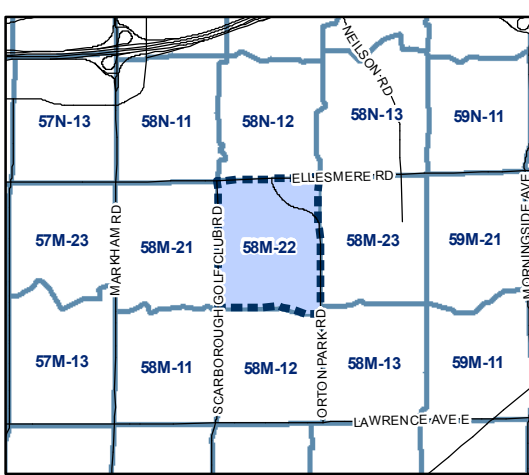 NEILSON RD
57N-13
58N-11
58N-12
58N-13
59N-11
ELLESMERE RD
MARKHAM RD
SCARBOROUGH GOLF CLUB RD
ORTON PARK RD
MORNINGSIDE AVE
57M-23
58M-21
58M-22
58M-23
59M-21
57M-13
58M-11
58M-12
58M-13
59M-11
LAWRENCE AVE E